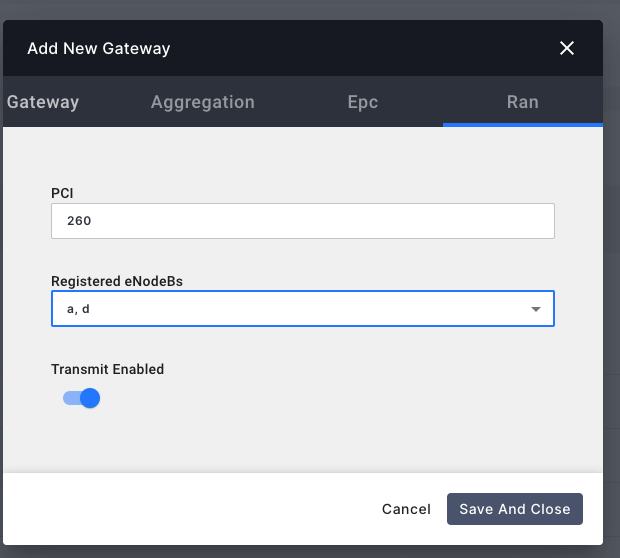 Add New Gateway
Gateway Aggregation Epc Ran
PCI
260
Registered eNodeBs
a, d
Transmit Enabled
Cancel Save And Close